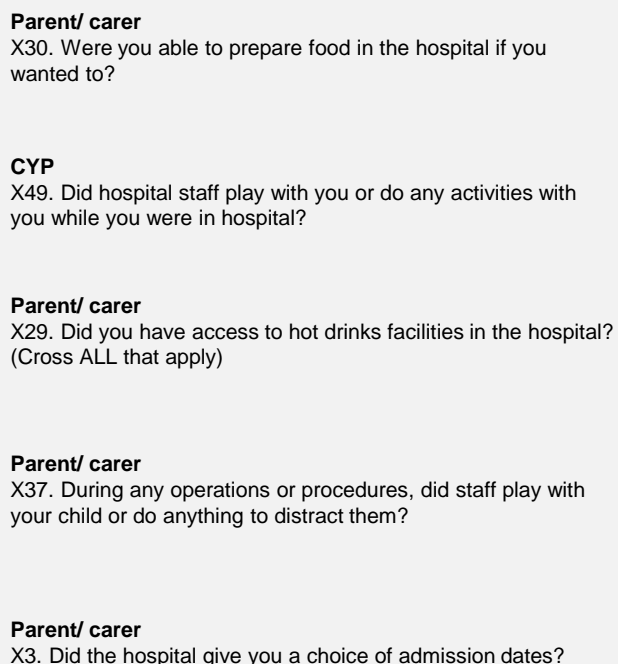 Parent/ carer
X30. Were you able to prepare food in the hospital if you
wanted to?
CYP
X49. Did hospital staff play with you or do any activities with
you while you were in hospital?
Parent/ carer
X29. Did you have access to hot drinks facilities in the hospital?
(Cross ALL that apply)
Parent/ carer
X37. During any operations or procedures, did staff play with
your child or do anything to distract them?
Parent/ carer
X3. Did the hospital give you a choice of admission dates?